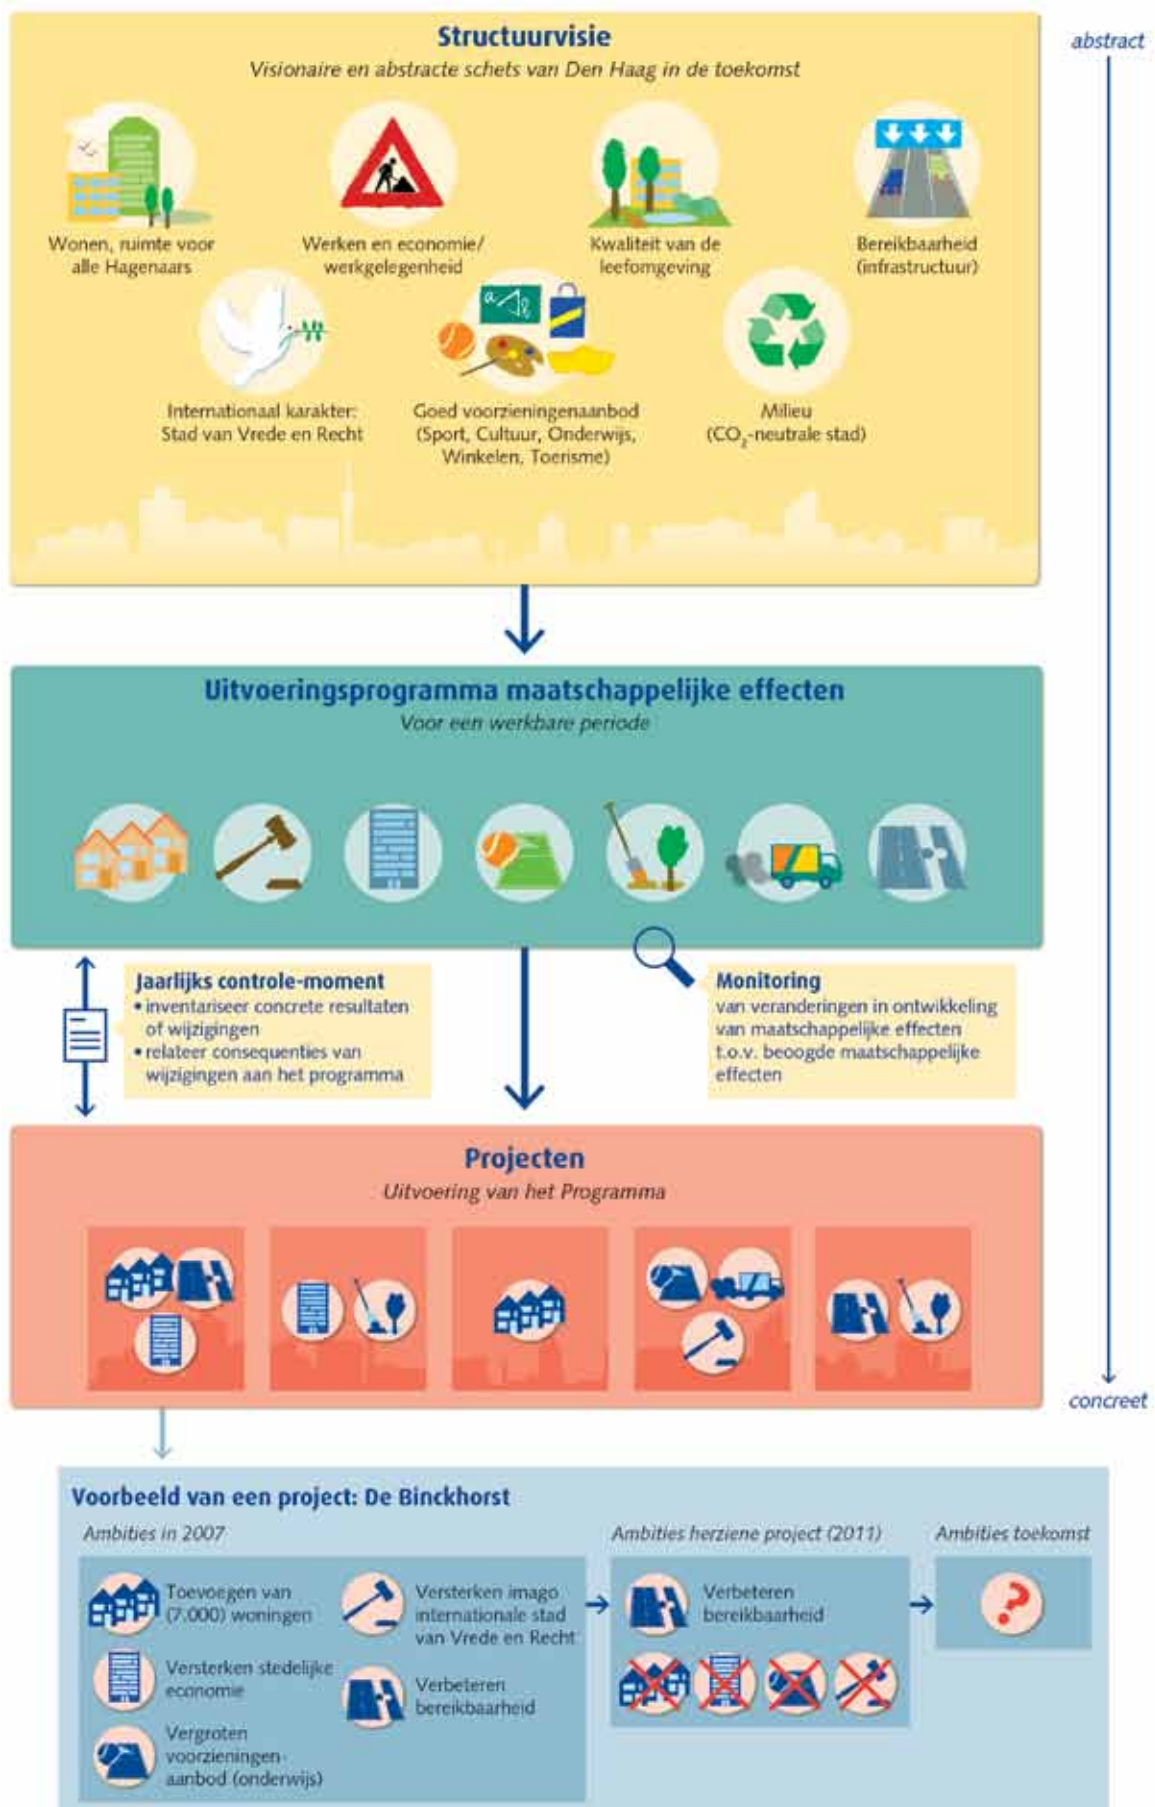 Structuurvisie
Visionaire en abstracte schets van Den Haag in de toekomst
abstract
Wonen, ruimte voor
alle Hagenaars
Werken en economie/
werkgelegenheid
Kwaliteit van de
leefomgeving
Bereikbaarheid
(infrastructuur)
Internationaal karakter:
Stad van Vrede en Recht
Goed voorzieningenaanbod
(Sport, Cultuur, Onderwijs,
Winkelen, Toerisme)
Milieu
(CO₂-neutrale stad)
Uitvoeringsprogramma maatschappelijke effecten
Voor een werkbare periode
Jaarlijks controle-moment
• inventariseer concrete resultaten
of wijzigingen
• relateer consequenties van
wijzigingen aan het programma
Monitoring
van veranderingen in ontwikkeling
van maatschappelijke effecten
t.o.v. beoogde maatschappelijke
effecten
Projecten
Uitvoering van het Programma
concreet
Voorbeeld van een project: De Binckhorst
Ambities in 2007
Toevoegen van
(7.000) woningen
Versterken stedelijke
economie
Vergroten
voorzieningen-
aanbod (onderwijs)
Versterken imago
internationale stad
van Vrede en Recht
Verbeteren
bereikbaarheid
Ambities herziene project (2011)
Verbeteren
bereikbaarheid
Ambities toekomst
?